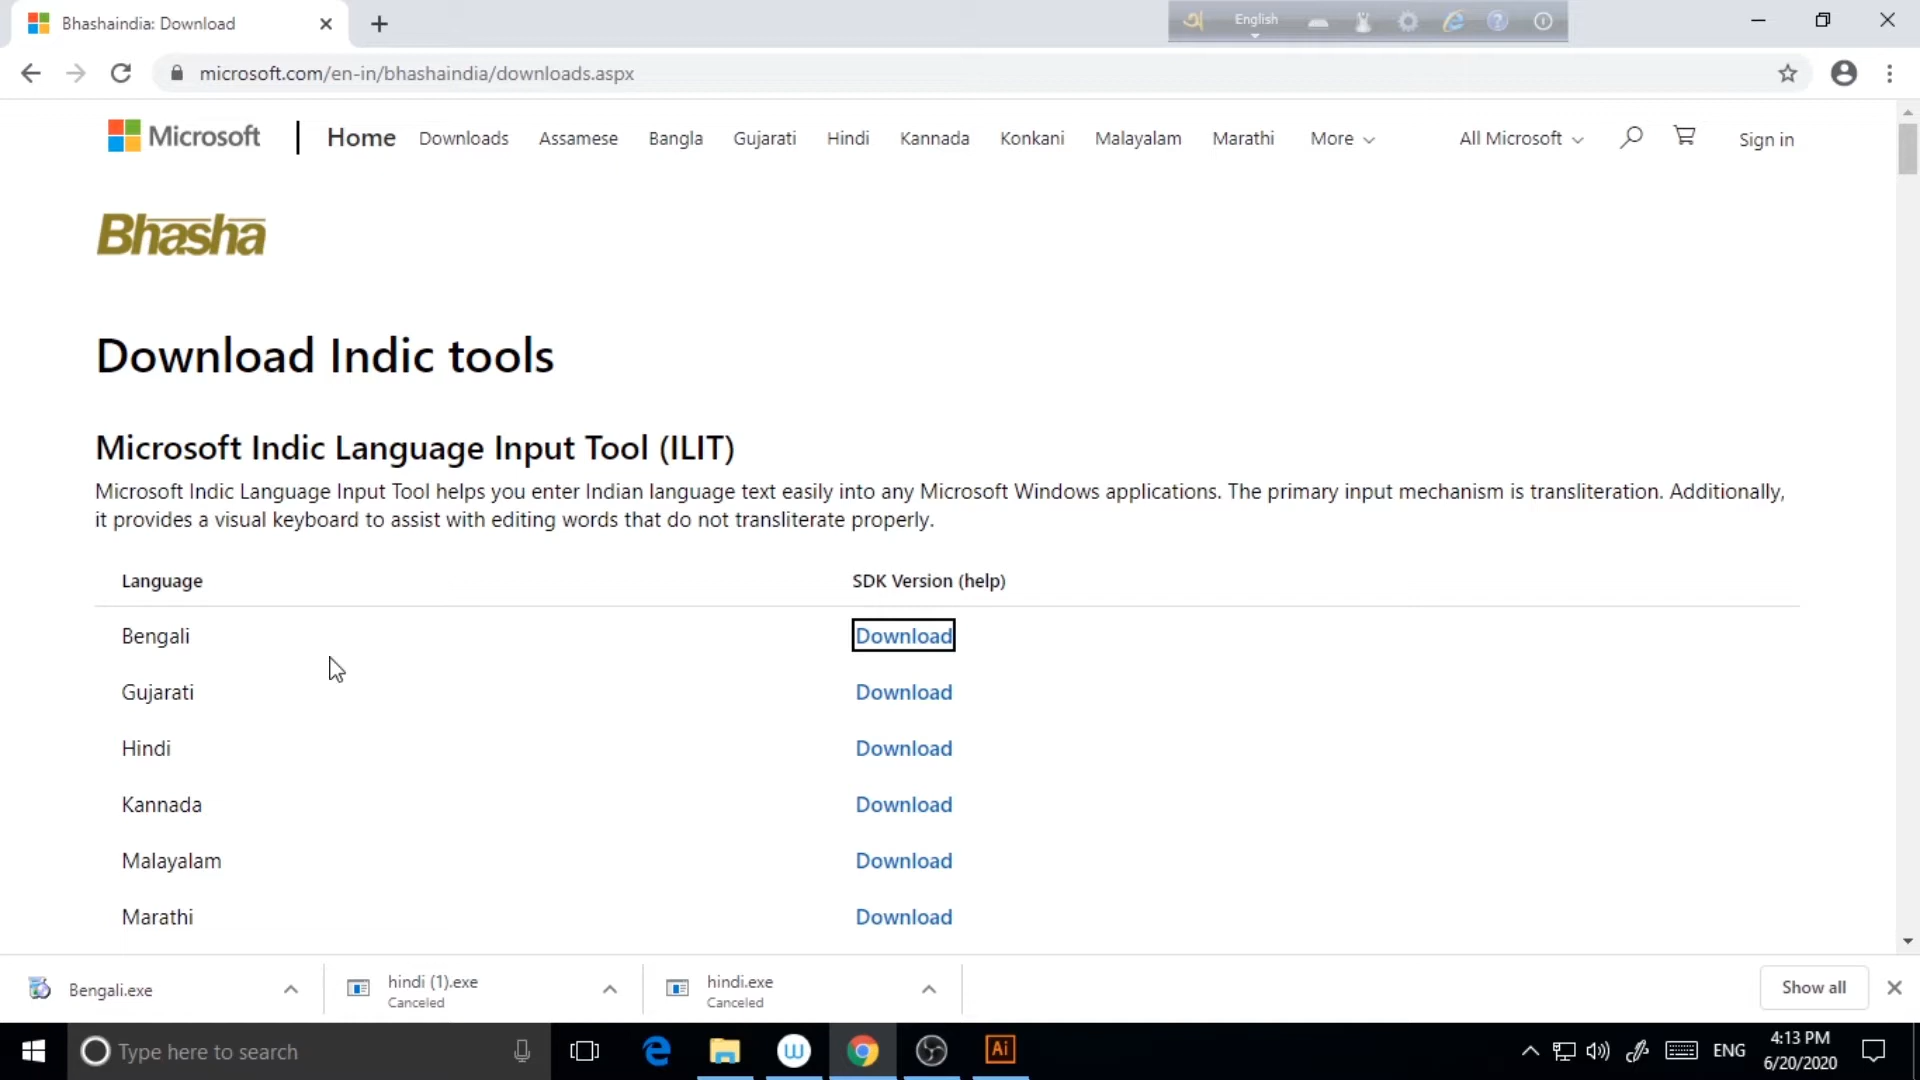 Bhashaindia: Download
English
microsoft.com/en-in/bhashaindia/downloads.aspx
Microsoft
Home Downloads Assamese Bangla Gujarati Hindi Kannada Konkani Malayalam Marathi More All Microsoft Sign in
Bhasha
Download Indic tools
Microsoft Indic Language Input Tool (ILIT)
Microsoft Indic Language Input Tool helps you enter Indian language text easily into any Microsoft Windows applications. The primary input mechanism is transliteration. Additionally,
it provides a visual keyboard to assist with editing words that do not transliterate properly.
Language SDK Version (help)
Bengali Download
Gujarati Download
Hindi Download
Kannada Download
Malayalam Download
Marathi Download
Bengali.exe
hindi (1).exe
Canceled
hindi.exe
Canceled
Show all
Type here to search
Ai
ENG
4:13 PM
6/20/2020